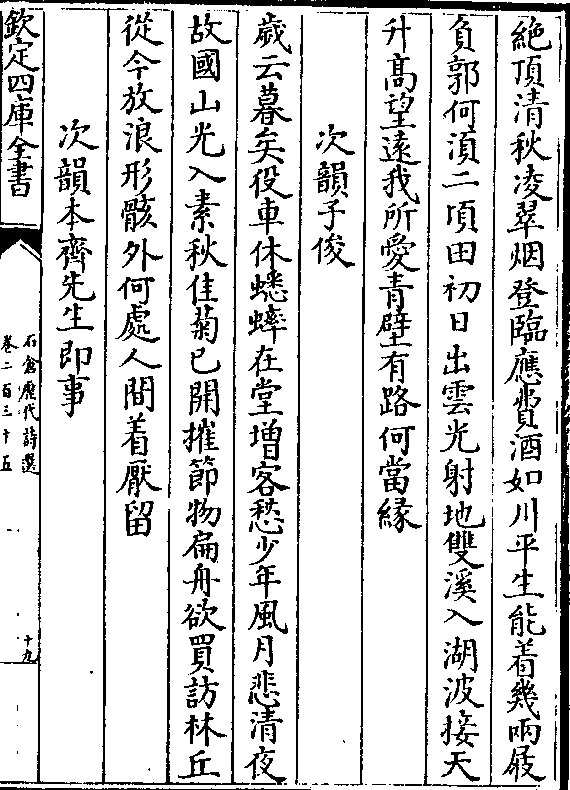 絶頂清秋凌翠烟登臨應費酒如川平生能着幾兩屐
負郭何湏二頃田初日出雲光射地雙溪入湖波接天
升髙望逺我所愛青壁有路何當縁
次韻子俊
歲云暮矣役車休蟋蟀在堂增客愁少年風月悲清夜
故國山光入素秋佳菊已開摧節物扁舟欲買訪林丘
從今放浪形骸外何處人間着厭留
次韻本齊先生即事
欽定四庫全書
石倉歷代詩選
卷二百三十五
十九